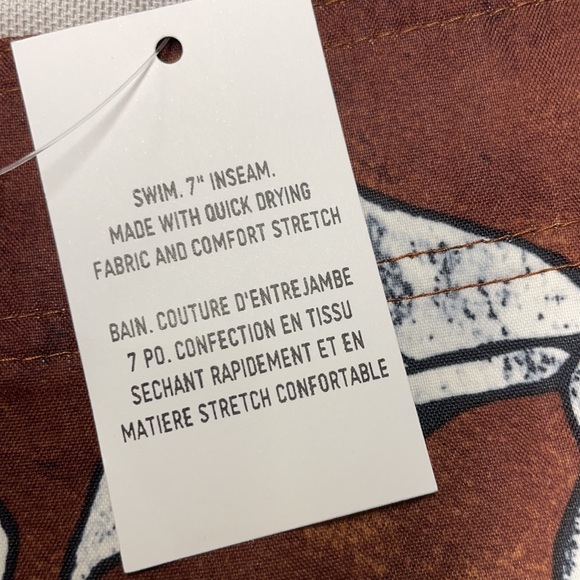 SWIM. 7" INSEAM.
MADE WITH QUICK DRYING
FABRIC AND COMFORT STRETCH
BAIN. COUTURE D'ENTREJAMBE
7 PO. CONFECTION EN TISSU
SECHANT RAPIDEMENT ET EN
MATIERE STRETCH CONFORTABLE